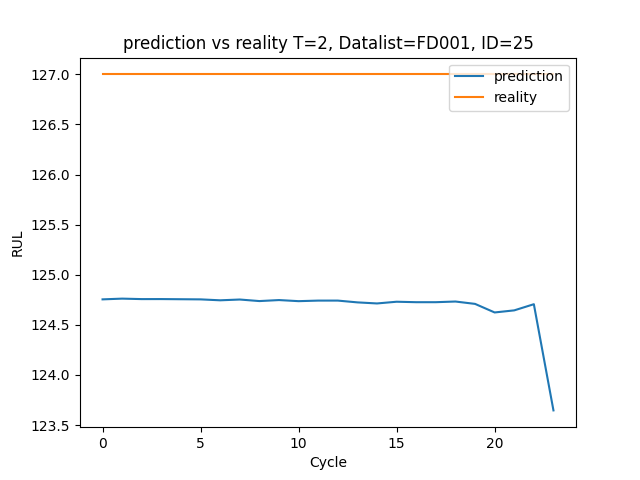 prediction vs reality T=2, Datalist=FD001, ID=25
127.0
126.5
126.0
125.5
125.0
124.5
124.0
123.5
RUL
prediction
reality
0 5 10 15 20
Cycle